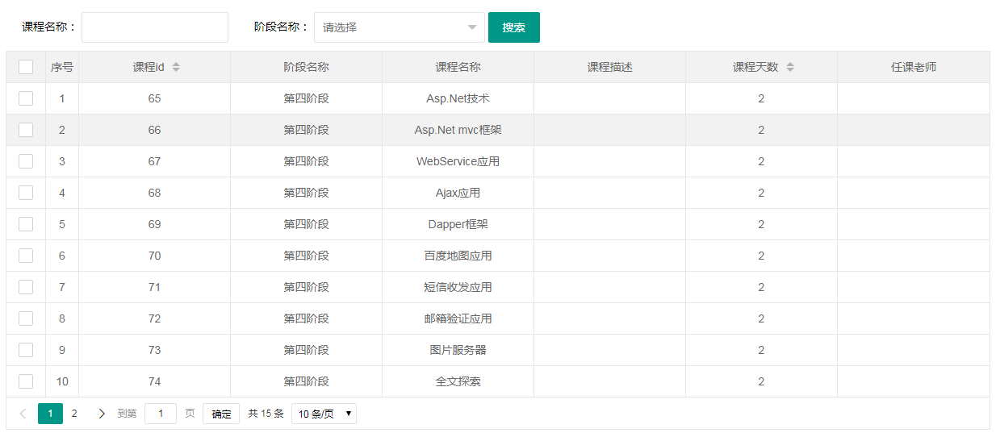 课程名称： 阶段名称： 请选择 搜索
序号 课程id 阶段名称 课程名称 课程描述 课程天数 任课老师
1 65 第四阶段 Asp.Net技术 2
2 66 第四阶段 Asp.Net mvc框架 2
3 67 第四阶段 WebService应用 2
4 68 第四阶段 Ajax应用 2
5 69 第四阶段 Dapper框架 2
6 70 第四阶段 百度地图应用 2
7 71 第四阶段 短信收发应用 2
8 72 第四阶段 邮箱验证应用 2
9 73 第四阶段 图片服务器 2
10 74 第四阶段 全文探索 2
1 2 到第 1 页 确定 共 15 条 10 条/页